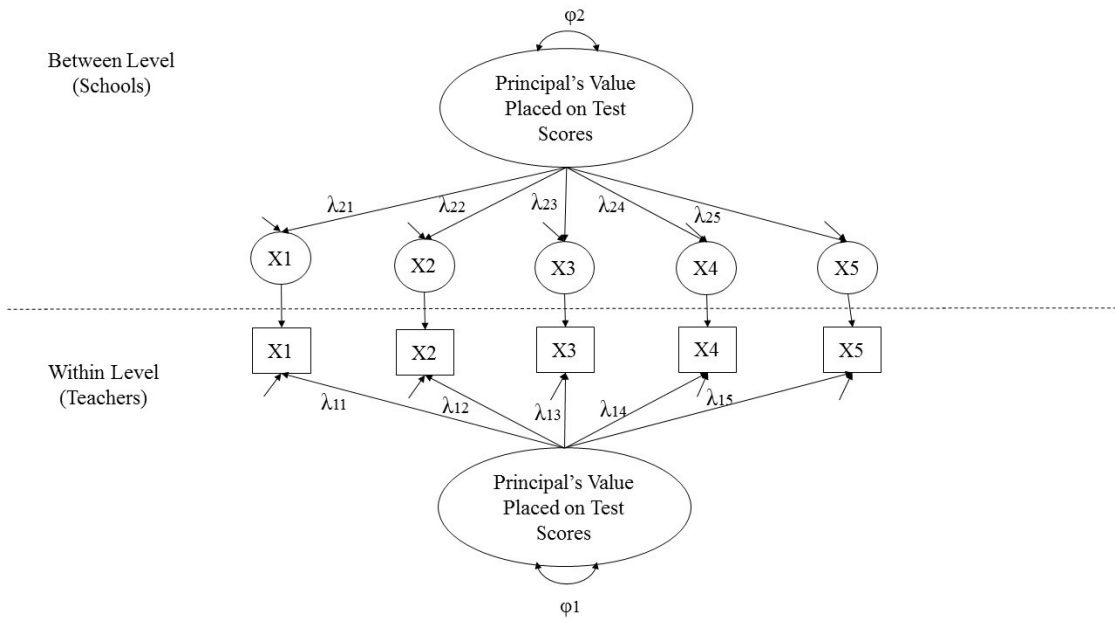 φ2
Between Level
(Schools)
Principal's Value
Placed on Test
Scores
λ21
λ22
λ23
λ24
λ25
X1
X2
X3
X4
X5
X1
X2
X3
X4
X5
Within Level
(Teachers)
λ11
λ12
λ13
λ14
λ15
Principal's Value
Placed on Test
Scores
φ1